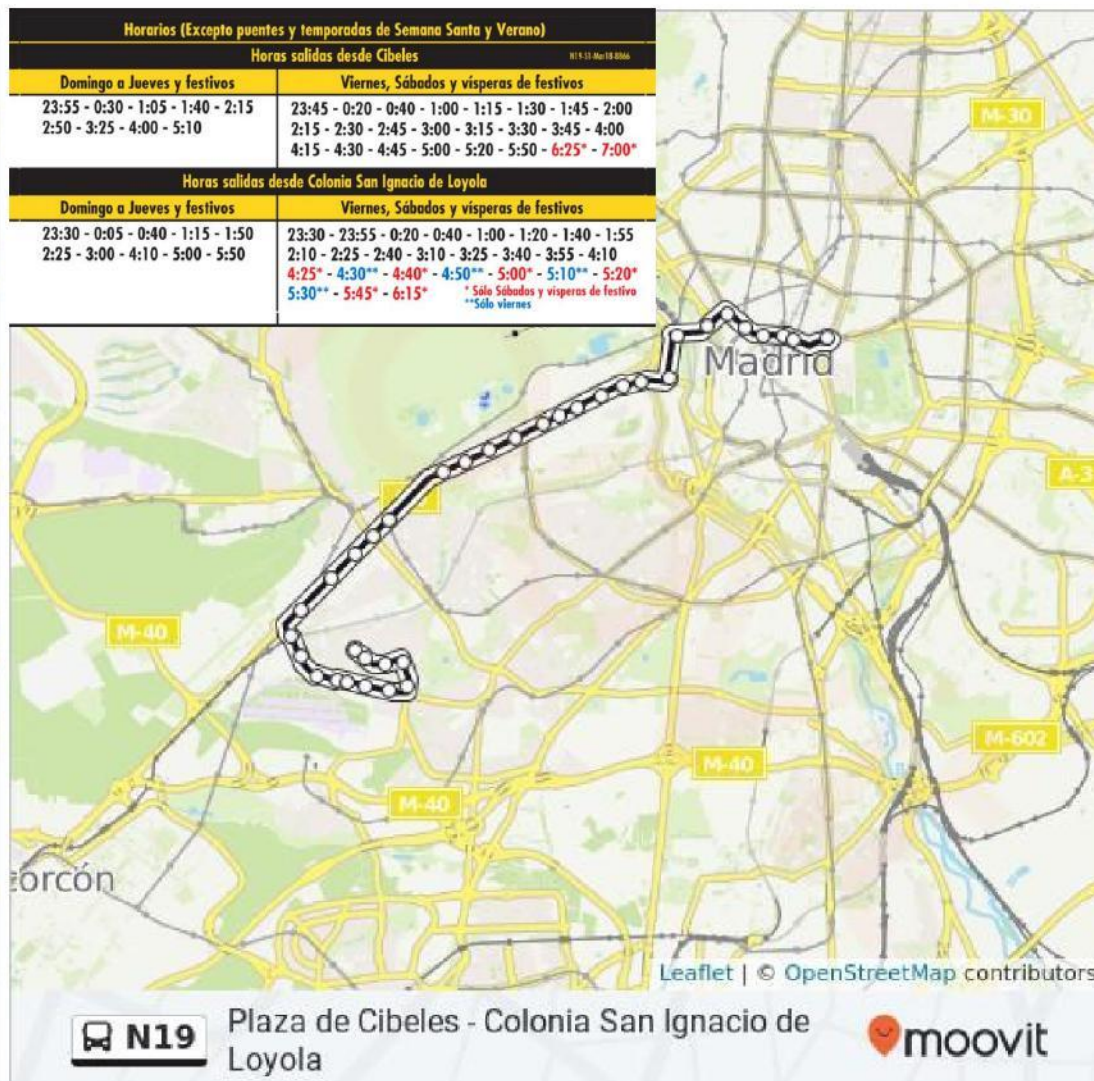 Horarios (Excepto puentes y temporadas de Semana Santa y Verano)
Horas salidas desde Cibeles
Domingo a Jueves y festivos
23:55 - 0:30 - 1:05 - 1:40 - 2:15
2:50 - 3:25 - 4:00 - 5:10
Viernes, Sábados y vísperas de festivos
23:45 - 0:20 - 0:40 - 1:00 - 1:15 - 1:30 - 1:45 - 2:00
2:15 - 2:30 - 2:45 - 3:00 - 3:15 - 3:30 - 3:45 - 4:00
4:15 - 4:30 - 4:45 - 5:00 - 5:20 - 5:50 - 6:25* - 7:00*
Horas salidas desde Colonia San Ignacio de Loyola
Domingo a Jueves y festivos
23:30 - 0:05 - 0:40 - 1:15 - 1:50
2:25 - 3:00 - 4:10 - 5:00 - 5:50
Viernes, Sábados y vísperas de festivos
23:30 - 23:55 - 0:20 - 0:40 - 1:00 - 1:20 - 1:40 - 1:55
2:10 - 2:25 - 2:40 - 3:10 - 3:25 - 3:40 - 3:55 - 4:10
4:25* - 4:30** - 4:40* - 4:50** - 5:00* - 5:10** - 5:20*
5:30** - 5:45* - 6:15*
* Sólo Sábados y vísperas de festivo
**Sólo viernes
M-30
Madrid
A-3
M-40
M-602
M-40
M-40
orcón
Leaflet | © OpenStreetMap contributors
N19
Plaza de Cibeles - Colonia San Ignacio de
Loyola
moovit